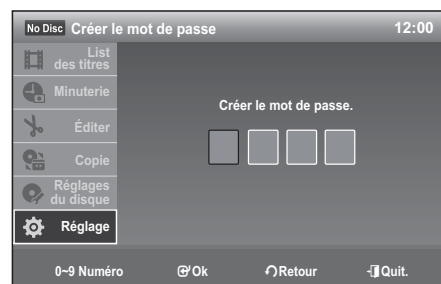 No Disc Créer le mot de passe 12:00
List
des titres
Minuterie
Éditer
Copie
Réglages
du disque
Réglage
Créer le mot de passe.
0~9 Numéro Ok Retour Quit.